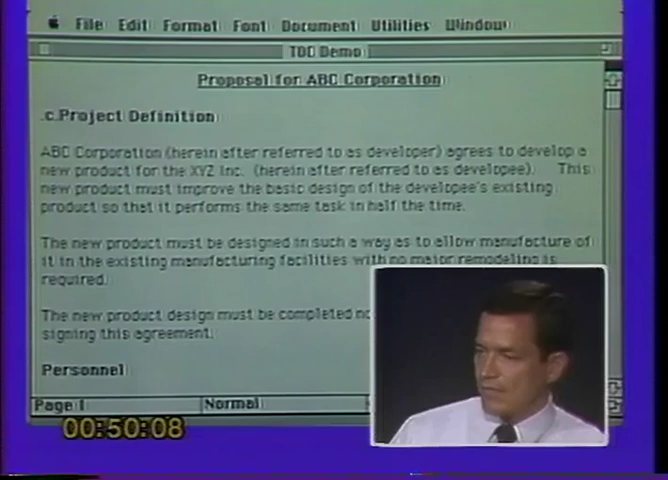 File Edit Format Font Document Utilities Window
TOC Demo
Proposal for ABC Corporation
.c.Project Definition
ABC Corporation (herein after referred to as developer) agrees to develop a
new product for the XYZ Inc. (herein after referred to as developee). This
new product must improve the basic design of the developee's existing
product so that it performs the same task in half the time.
The new product must be designed in such a way as to allow manufacture of
it in the existing manufacturing facilities with no major remodeling is
required.
The new product design must be completed no
signing this agreement.
Personnel
Page 1 Normal
00:50:08